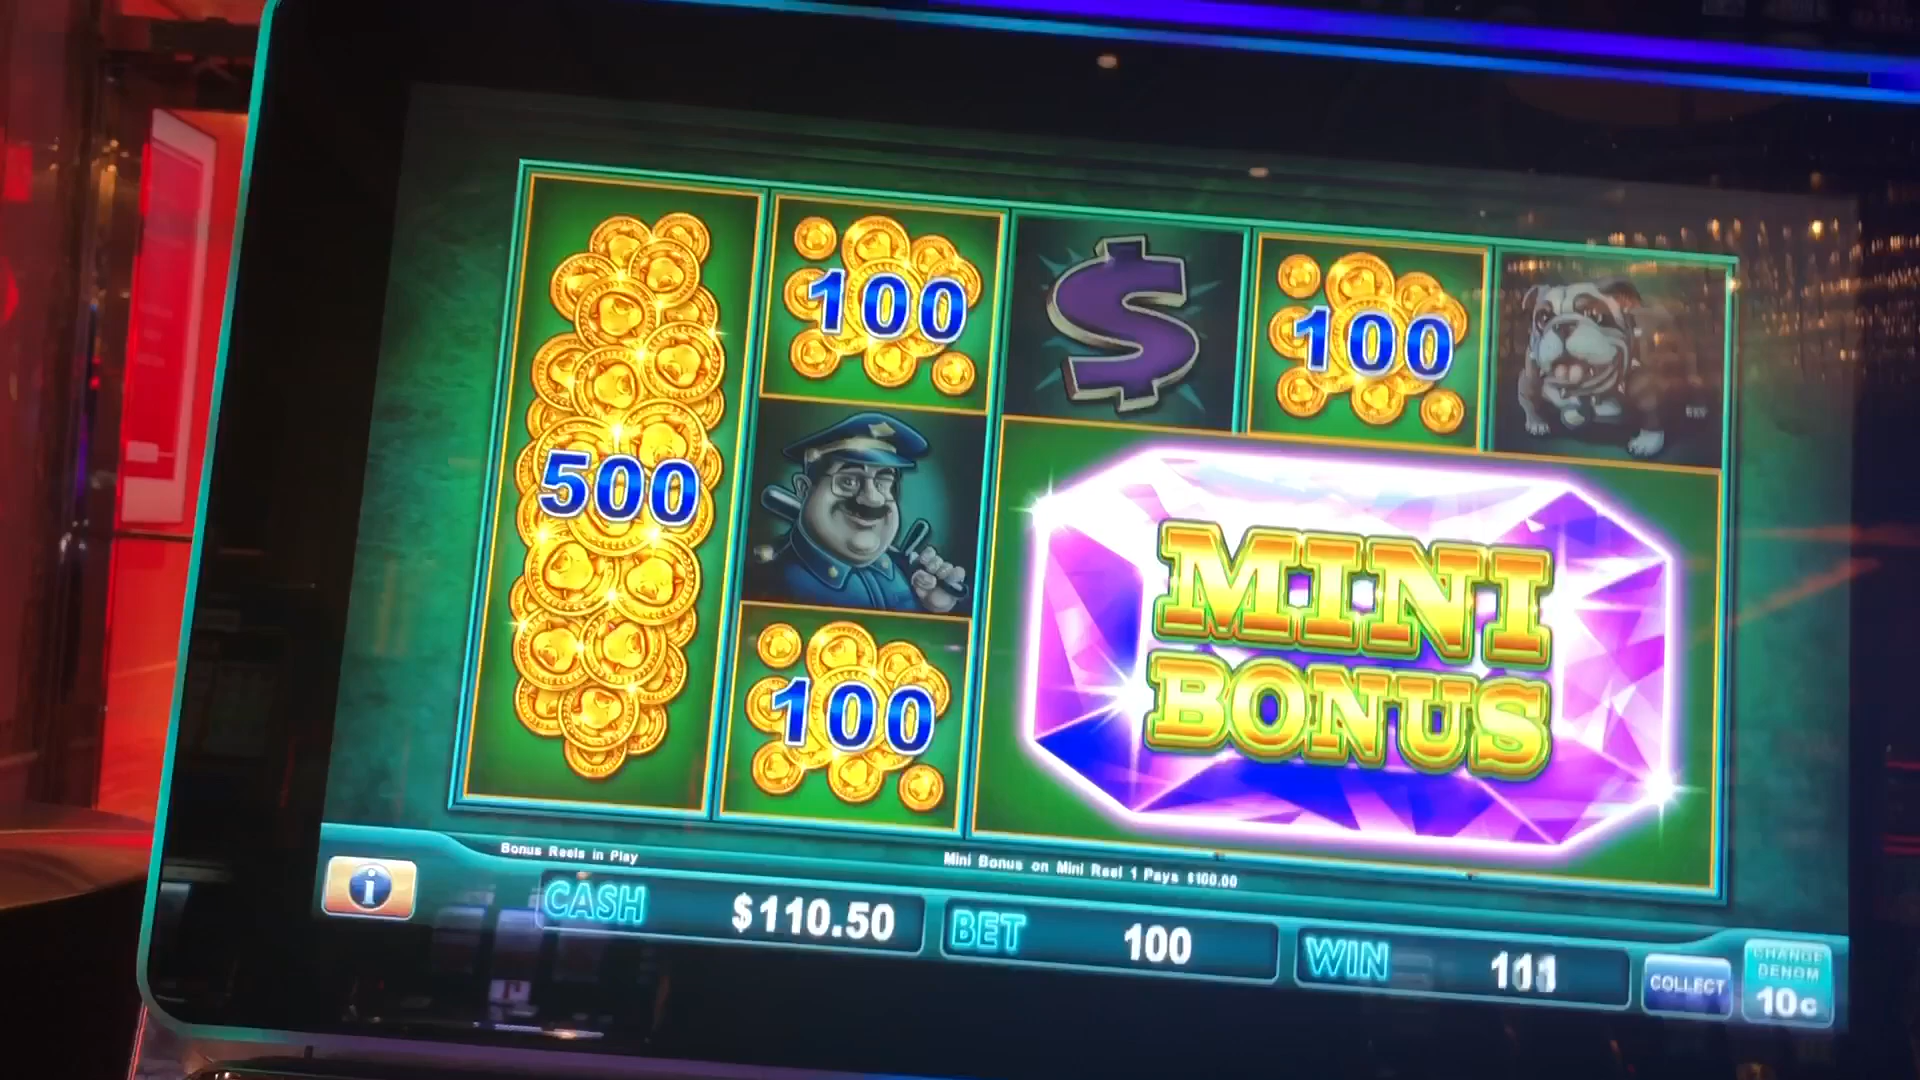 100
100
500
MINI
BONUS
100
Bonus Reels in Play
Mini Bonus on Mini Reel 1 Pays $100.00
CASH $110.50 BET 100 WIN
COLLECT
CHANGE
DENOM
10¢